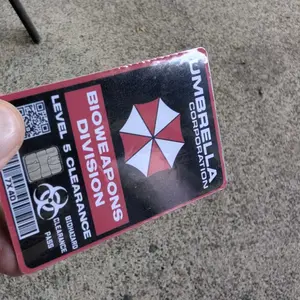 UMBRELLA
CORPORATION
BIOWEAPONS
DIVISION
LEVEL 5 CLEARANCE
BIOHAZARD
CLEARANCE
PASS